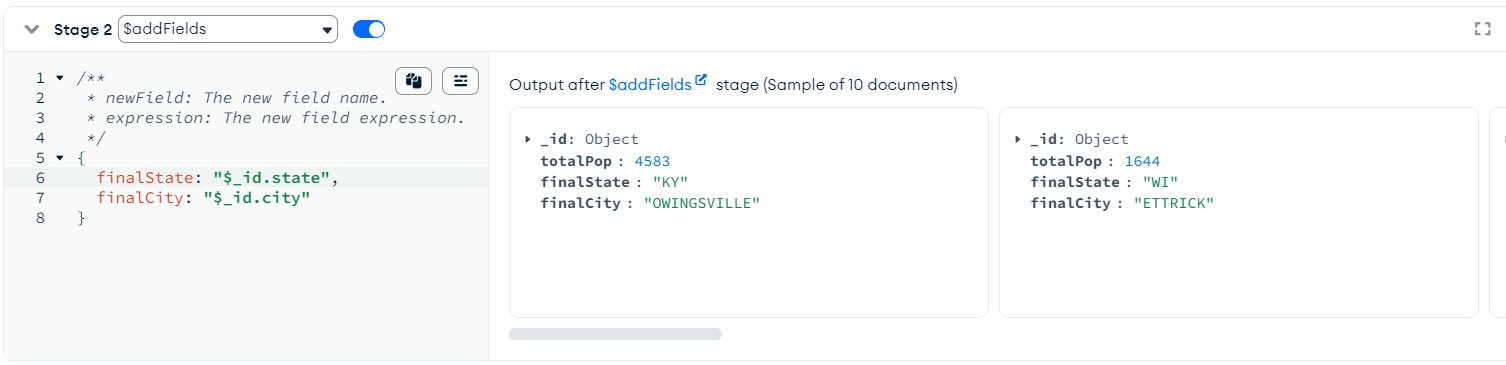 Stage 2 $addFields
1 /**
2 * newField: The new field name.
3 * expression: The new field expression.
4 */
5 {
6 finalState: "$_id.state",
7 finalCity: "$_id.city"
8 }
Output after $addFields stage (Sample of 10 documents)
_id: Object
totalPop : 4583
finalState : "KY"
finalCity : "OWINGSVILLE"
_id: Object
totalPop : 1644
finalState : "WI"
finalCity : "ETTRICK"